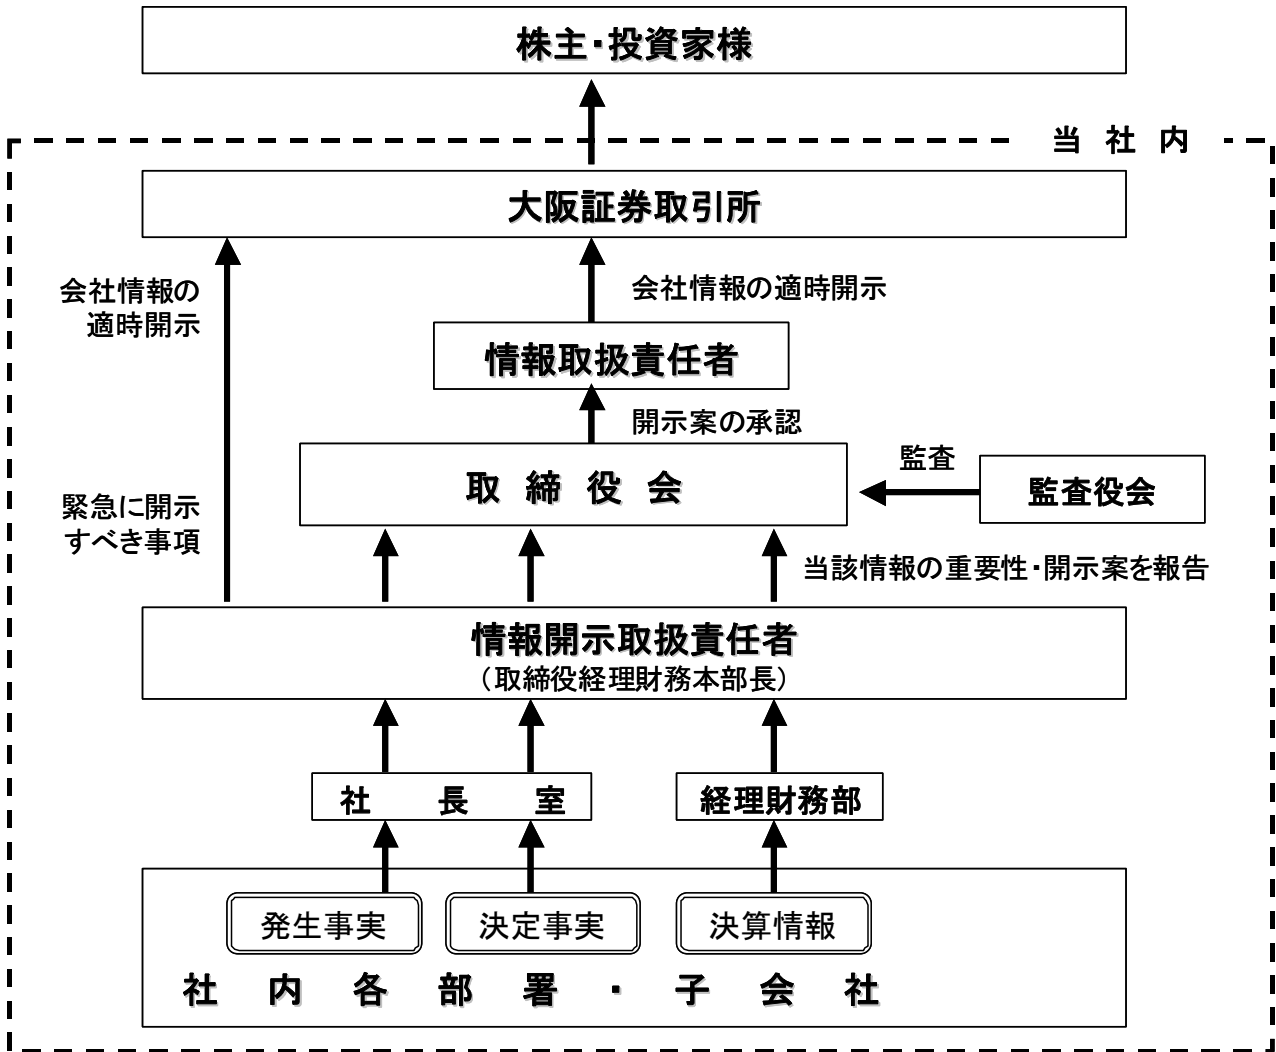 株主・投資家様
当社内
大阪証券取引所
会社情報の
適時開示
会社情報の適時開示
情報取扱責任者
開示案の承認
取締役会
監査
監査役会
緊急に開示
すべき事項
当該情報の重要性・開示案を報告
情報開示取扱責任者
（取締役経理財務本部長）
社長室
経理財務部
発生事実
決定事実
決算情報
社内各部署・子会社